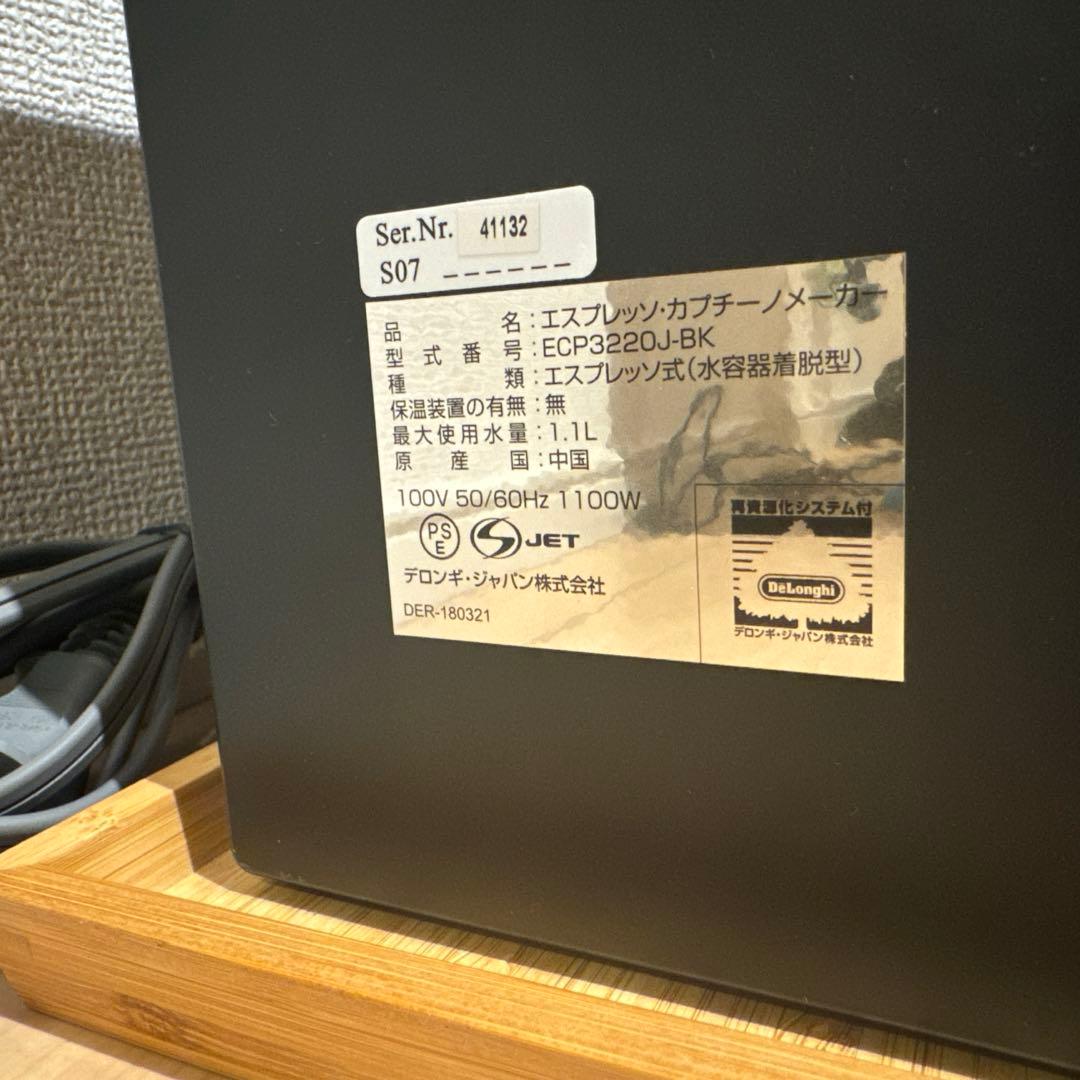 Ser.Nr. 41132
S07 ------
品名:エスプレッソ・カプチーノメーカー
型式番号:ECP3220J-BK
種類:エスプレッソ式(水容器着脱型)
保温装置の有無:無
最大使用水量:1.1L
原産国:中国
100V 50/60Hz 1100W
PSE
S JET
デロンギ・ジャパン株式会社
DER-180321
再資源化システム付
DeLonghi
デロンギ・ジャパン株式会社